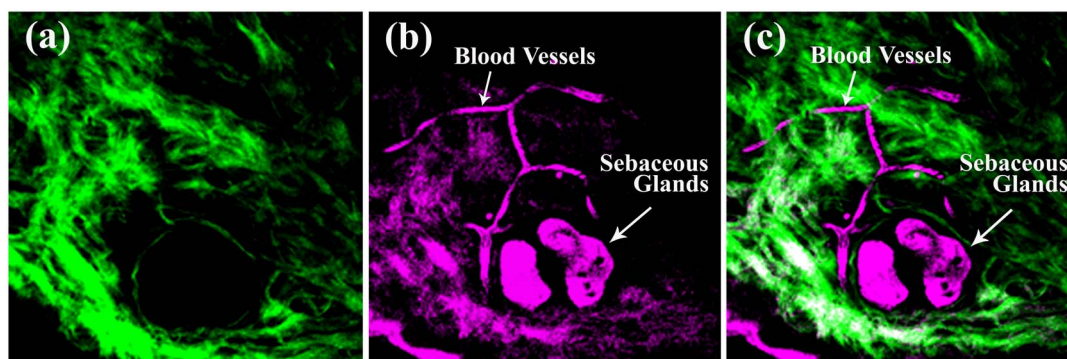 (a)
(b)
Blood Vessels
Sebaceous
Glands
(c)
Blood Vessels
Sebaceous
Glands